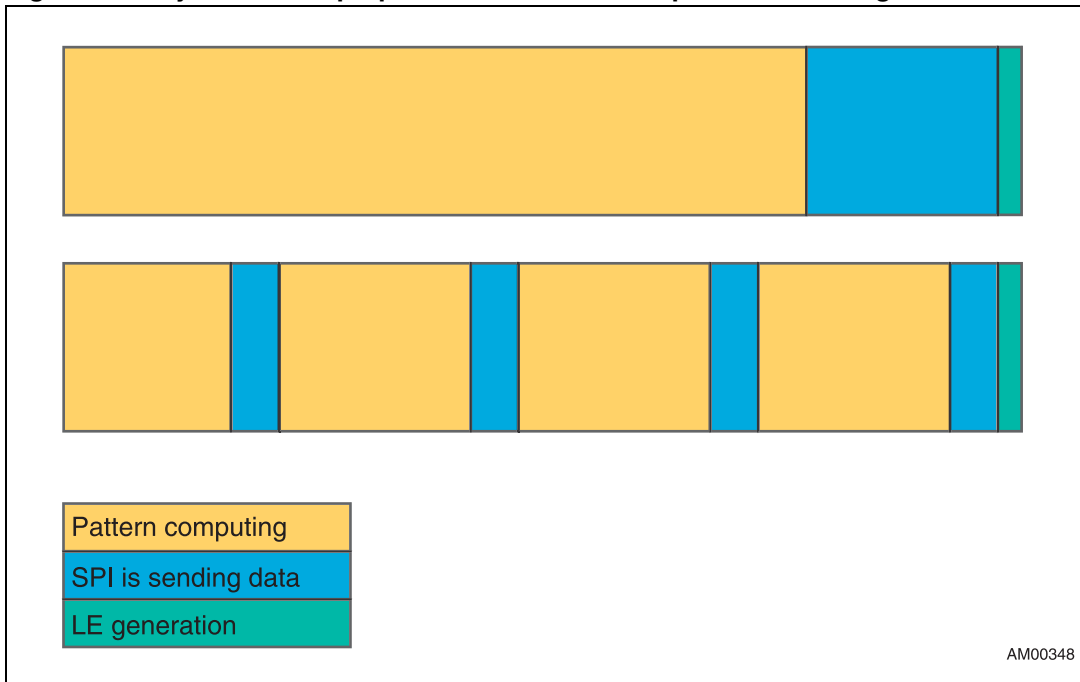 Pattern computing
SPI is sending data
LE generation
AM00348